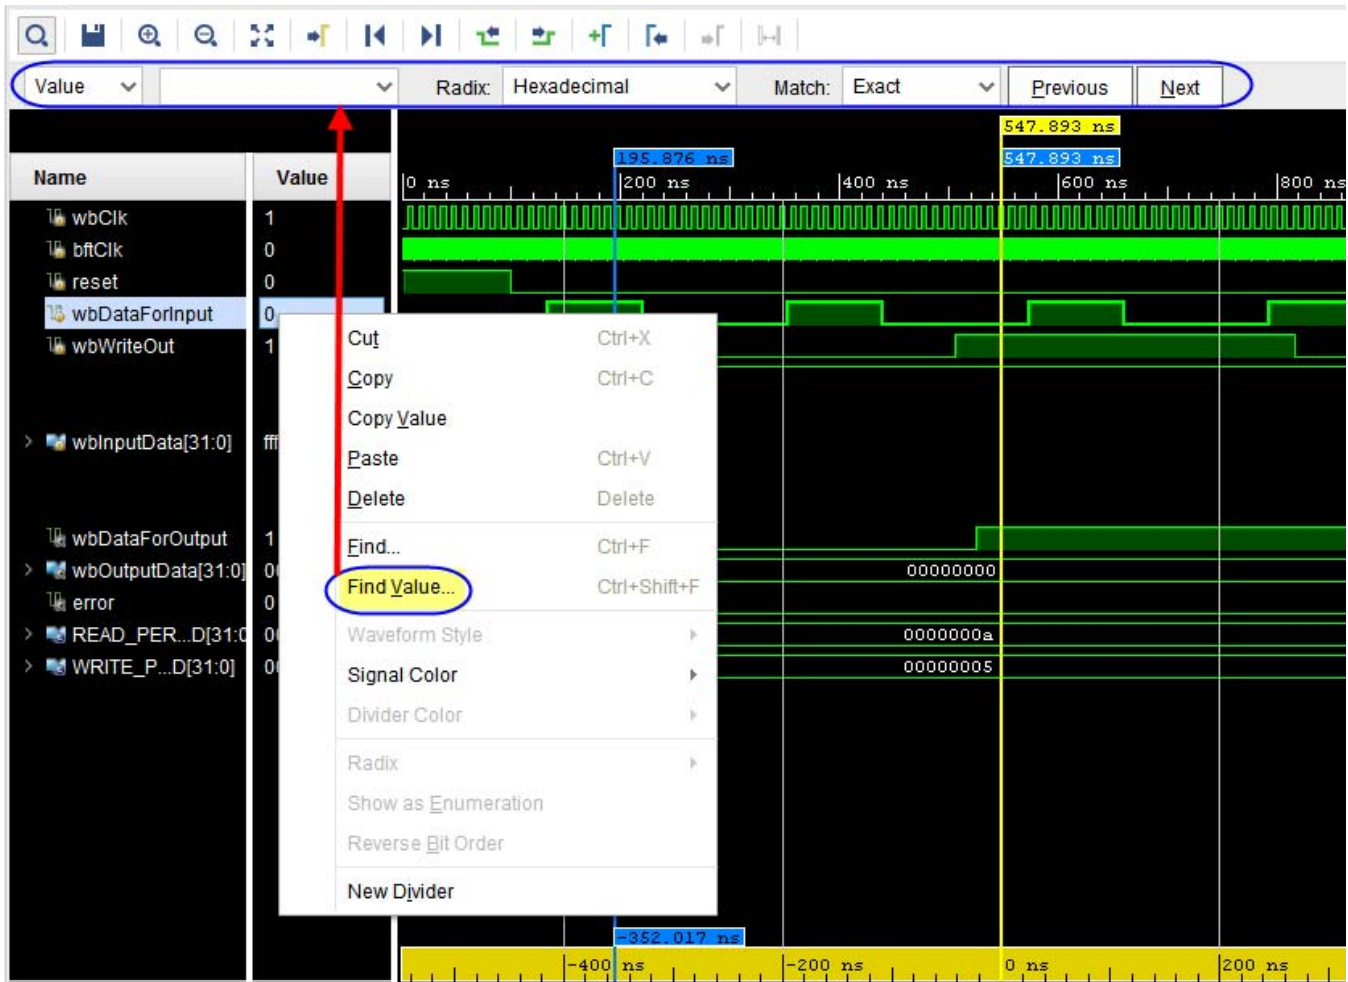 Value Radix: Hexadecimal Match: Exact Previous Next
547.893 ns
195.876 ns 547.893 ns
Name Value 0 ns 200 ns 400 ns 600 ns 800 ns
wbClk 1
bftClk 0
reset 0
wbDataForInput 0
wbWriteOut 1
Cut Ctrl+X
Copy Ctrl+C
Copy Value
wbInputData[31:0] fff
Paste Ctrl+V
Delete Delete
wbDataForOutput 1
Find... Ctrl+F
wbOutputData[31:0] 00 00000000
Find Value... Ctrl+Shift+F
error 0
READ_PER...D[31:0 00 0000000a
Waveform Style
WRITE_P...D[31:0] 00 00000005
Signal Color
Divider Color
Radix
Show as Enumeration
Reverse Bit Order
New Divider
-352.017 ns
-400 ns -200 ns 0 ns 200 ns